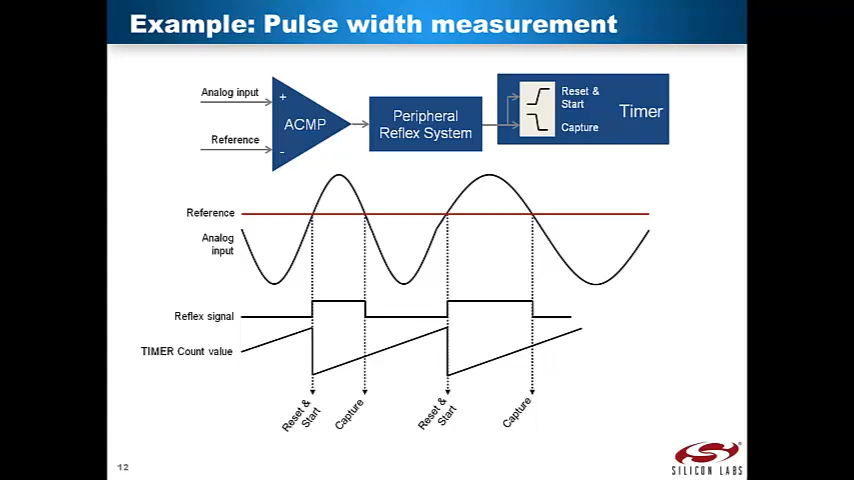 Example: Pulse width measurement
Analog input
+
ACMP
Reference
-
Peripheral
Reflex System
Reset &
Start
Capture
Timer
Reference
Analog
input
Reflex signal
TIMER Count value
Reset &
Start
Capture
Reset &
Start
Capture
12
SILICON LABS